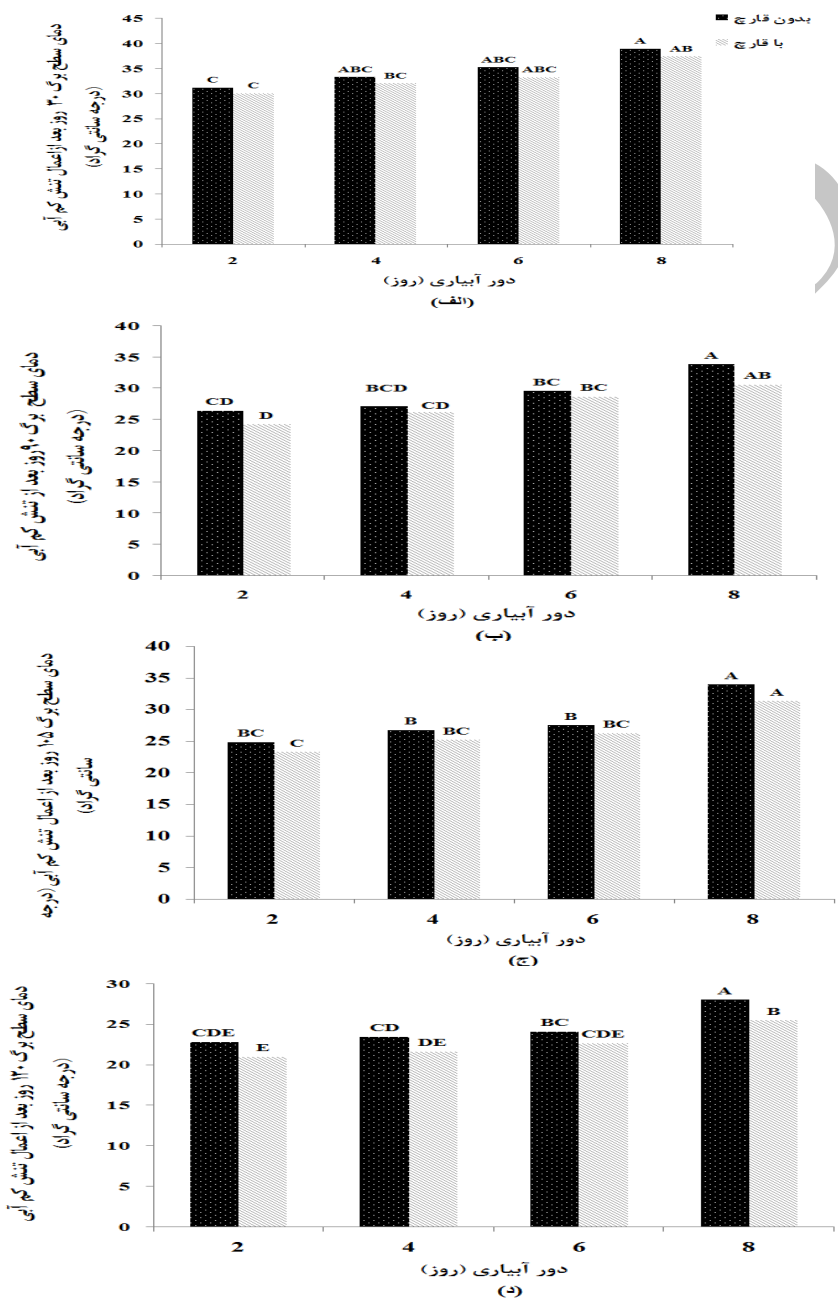 بدون قارچ
با قارچ
دمای سطح برگ ۳۰ روز بعد از اعمال تنش کم آبی
(درجه سانتی گراد)
45
40
35
30
25
20
15
10
5
0
C C ABC BC ABC ABC A AB
2 4 6 8
دور آبیاری (روز)
(الف)
دمای سطح برگ ۹۰ روز بعد از تنش کم آبی
(درجه سانتی گراد)
40
35
30
25
20
15
10
5
0
CD D BCD CD BC BC A AB
2 4 6 8
دور آبیاری (روز)
(ب)
دمای سطح برگ ۱۰۵ روز بعد از اعمال تنش کم آبی (درجه
سانتی گراد)
40
35
30
25
20
15
10
5
0
BC C B BC B BC A A
2 4 6 8
دور آبیاری (روز)
(ج)
دمای سطح برگ ۱۲۰ روز بعد از اعمال تنش کم آبی
(درجه سانتی گراد)
30
25
20
15
10
5
0
CDE E CD DE BC CDE A B
2 4 6 8
دور آبیاری (روز)
(د)